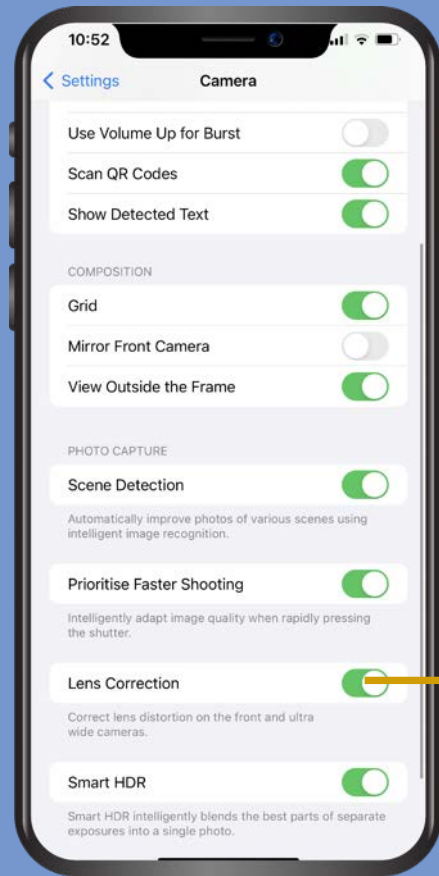 10:52
Settings
Camera
Use Volume Up for Burst
Scan QR Codes
Show Detected Text
COMPOSITION
Grid
Mirror Front Camera
View Outside the Frame
PHOTO CAPTURE
Scene Detection
Automatically improve photos of various scenes using
intelligent image recognition.
Prioritise Faster Shooting
Intelligently adapt image quality when rapidly pressing
the shutter.
Lens Correction
Correct lens distortion on the front and ultra
wide cameras.
Smart HDR
Smart HDR intelligently blends the best parts of separate
exposures into a single photo.